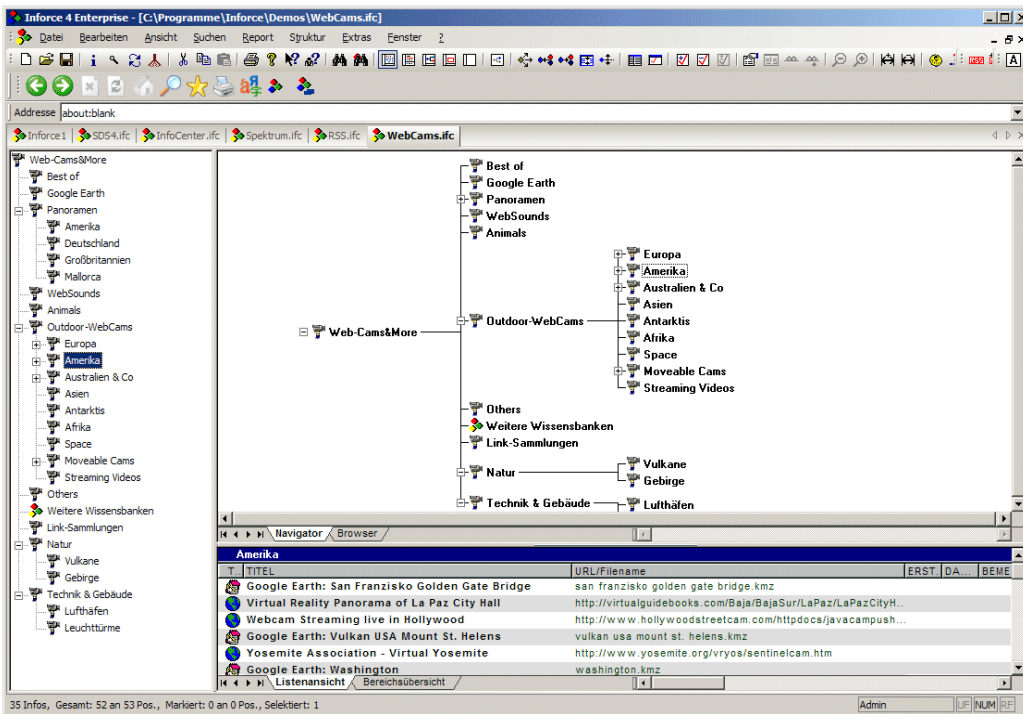 Inforce 4 Enterprise - [C:\Programme\Inforce\Demos\WebCams.ifc]
Datei Bearbeiten Ansicht Suchen Report Struktur Extras Fenster ?
Addresse about:blank
Inforce1 SDS4.ifc InfoCenter.ifc Spektrum.ifc RSS.ifc WebCams.ifc
Web-Cams&More
Best of
Google Earth
Panoramen
Amerika
Deutschland
Großbritannien
Mallorca
WebSounds
Animals
Outdoor-WebCams
Europa
Amerika
Australien & Co
Asien
Antarktis
Afrika
Space
Moveable Cams
Streaming Videos
Others
Weitere Wissensbanken
Link-Sammlungen
Natur
Vulkane
Gebirge
Technik & Gebäude
Lufthäfen
Leuchttürme
Web-Cams&More
Best of
Google Earth
Panoramen
WebSounds
Animals
Outdoor-WebCams
Europa
Amerika
Australien & Co
Asien
Antarktis
Afrika
Space
Moveable Cams
Streaming Videos
Others
Weitere Wissensbanken
Link-Sammlungen
Natur
Vulkane
Gebirge
Technik & Gebäude
Lufthäfen
Navigator Browser
Amerika
T.. TITEL URL/Filename ERST. DA... BEME
Google Earth: San Franzisko Golden Gate Bridge san franzisko golden gate bridge.kmz
Virtual Reality Panorama of La Paz City Hall http://virtualguidebooks.com/Baja/BajaSur/LaPaz/LaPazCityH..
Webcam Streaming live in Hollywood http://www.hollywoodstreetcam.com/httpdocs/javacampush...
Google Earth: Vulkan USA Mount St. Helens vulkan usa mount st. helens.kmz
Yosemite Association - Virtual Yosemite http://www.yosemite.org/vryos/sentinelcam.htm
Google Earth: Washington washington.kmz
Listenansicht Bereichsübersicht
35 Infos, Gesamt: 52 an 53 Pos., Markiert: 0 an 0 Pos., Selektiert: 1 Admin UF NUM RF